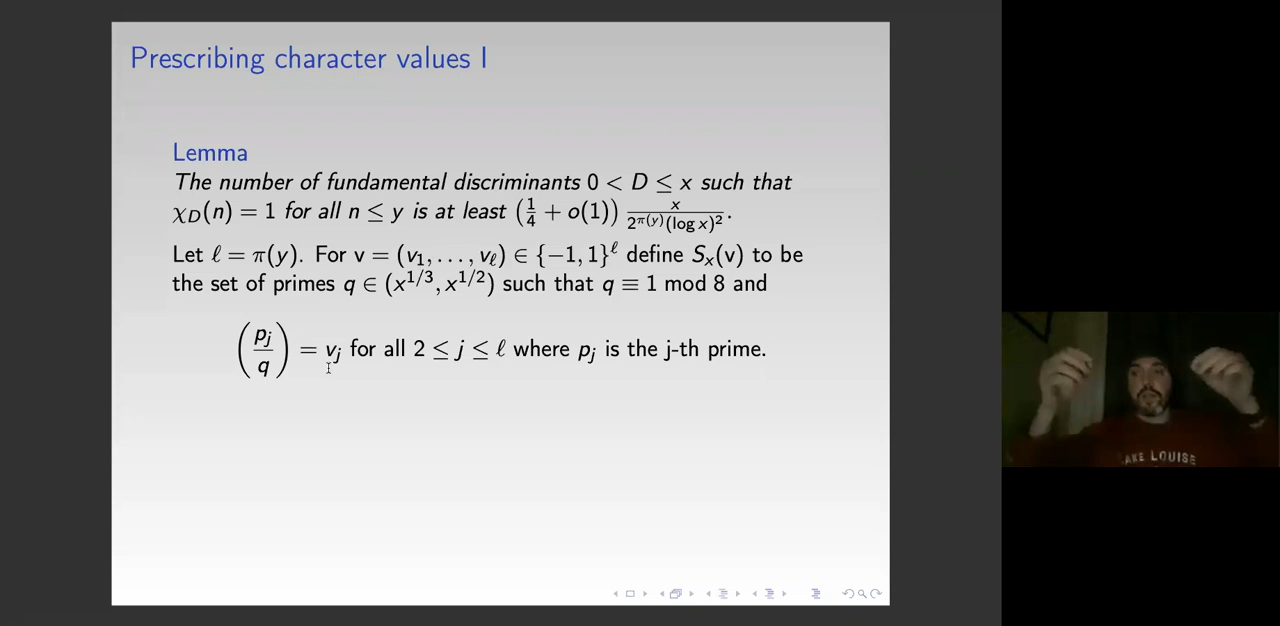 Prescribing character values I
Lemma
The number of fundamental discriminants 0 < D ≤ x such that
χ_D(n) = 1 for all n ≤ y is at least (1/4 + o(1)) x / (2^{π(y)}(log x)^2).
Let ℓ = π(y). For v = (v_1, . . . , v_ℓ) ∈ {−1, 1}^ℓ define S_x(v) to be
the set of primes q ∈ (x^{1/3}, x^{1/2}) such that q ≡ 1 mod 8 and
(p_j / q) = v_j for all 2 ≤ j ≤ ℓ where p_j is the j-th prime.
LAKE LOUISE